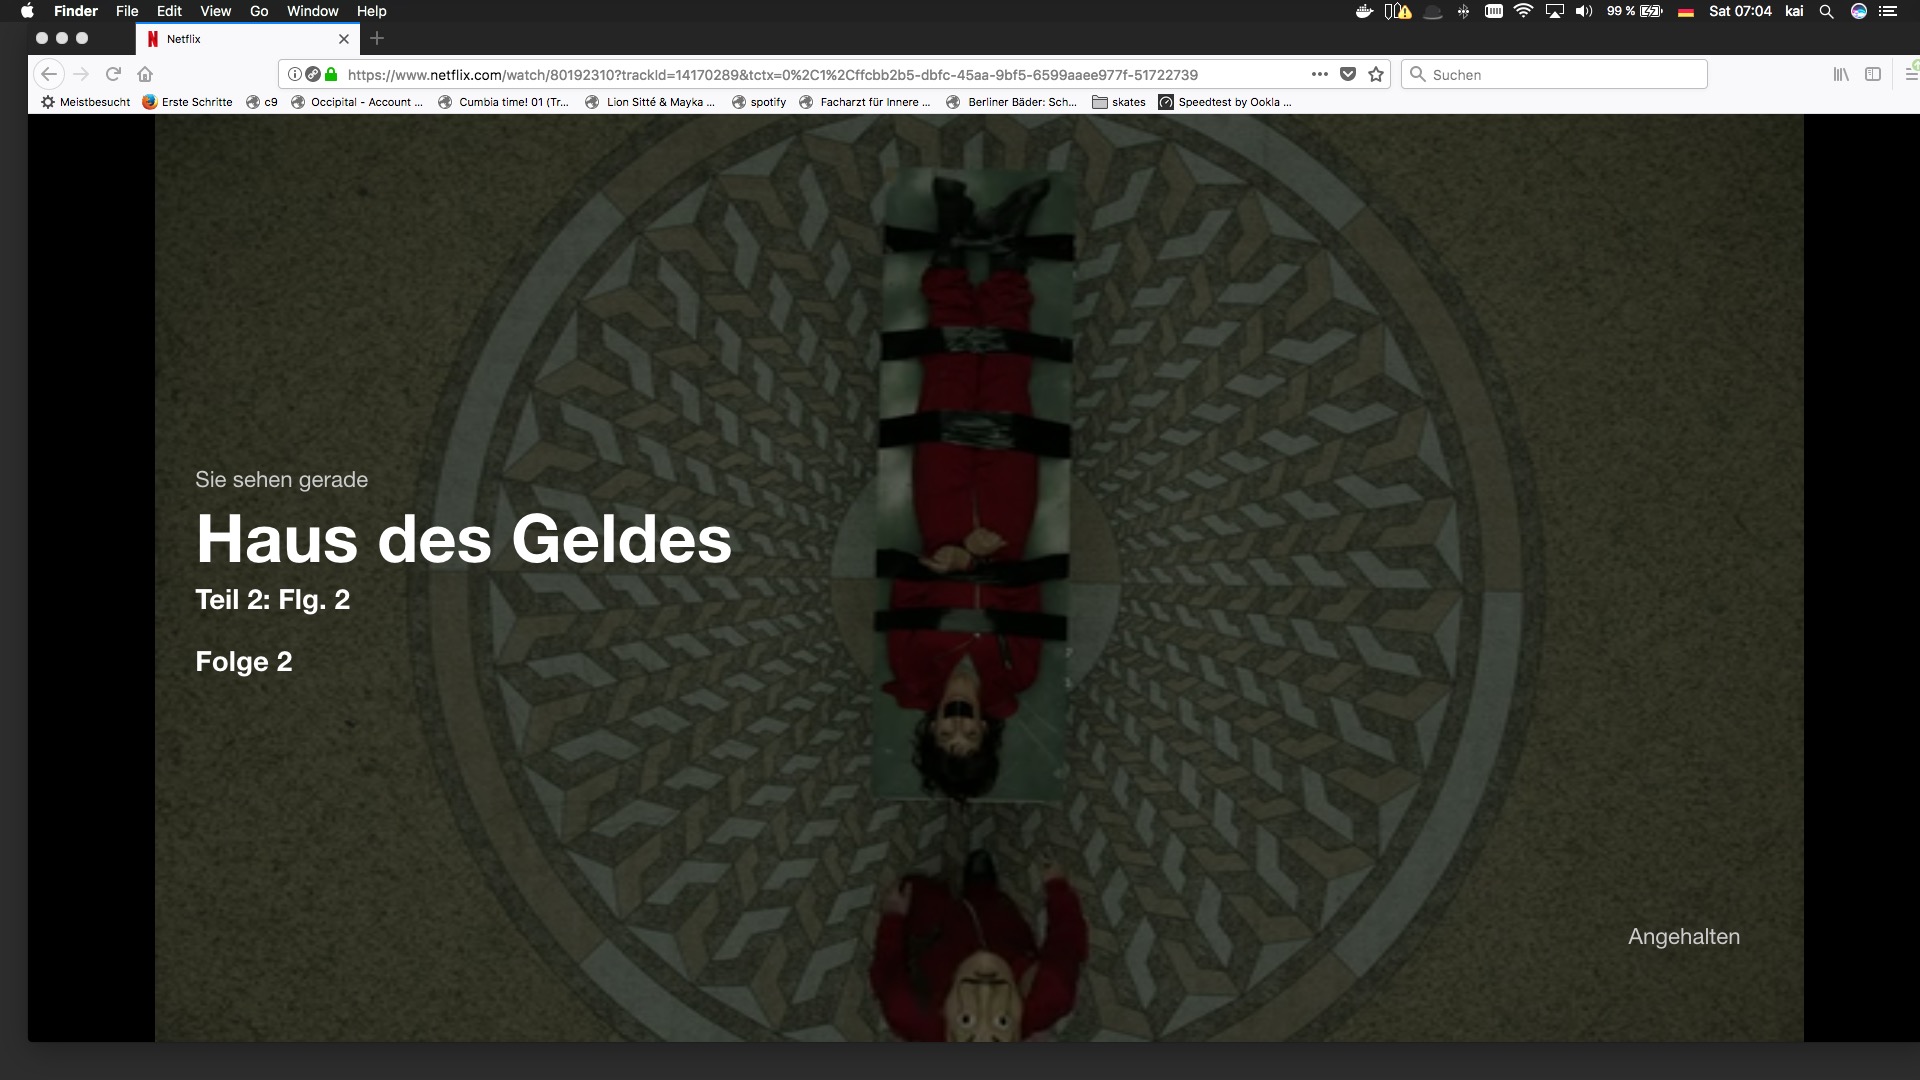 Finder File Edit View Go Window Help 99 % Sat 07:04 kai
Netflix
https://www.netflix.com/watch/80192310?trackId=14170289&tctx=0%2C1%2Cffcbb2b5-dbfc-45aa-9bf5-6599aaee977f-51722739 Suchen
Meistbesucht Erste Schritte c9 Occipital - Account ... Cumbia time! 01 (Tr... Lion Sitté & Mayka ... spotify Facharzt für Innere ... Berliner Bäder: Sch... skates Speedtest by Ookla ...
Sie sehen gerade
Haus des Geldes
Teil 2: Flg. 2
Folge 2
Angehalten